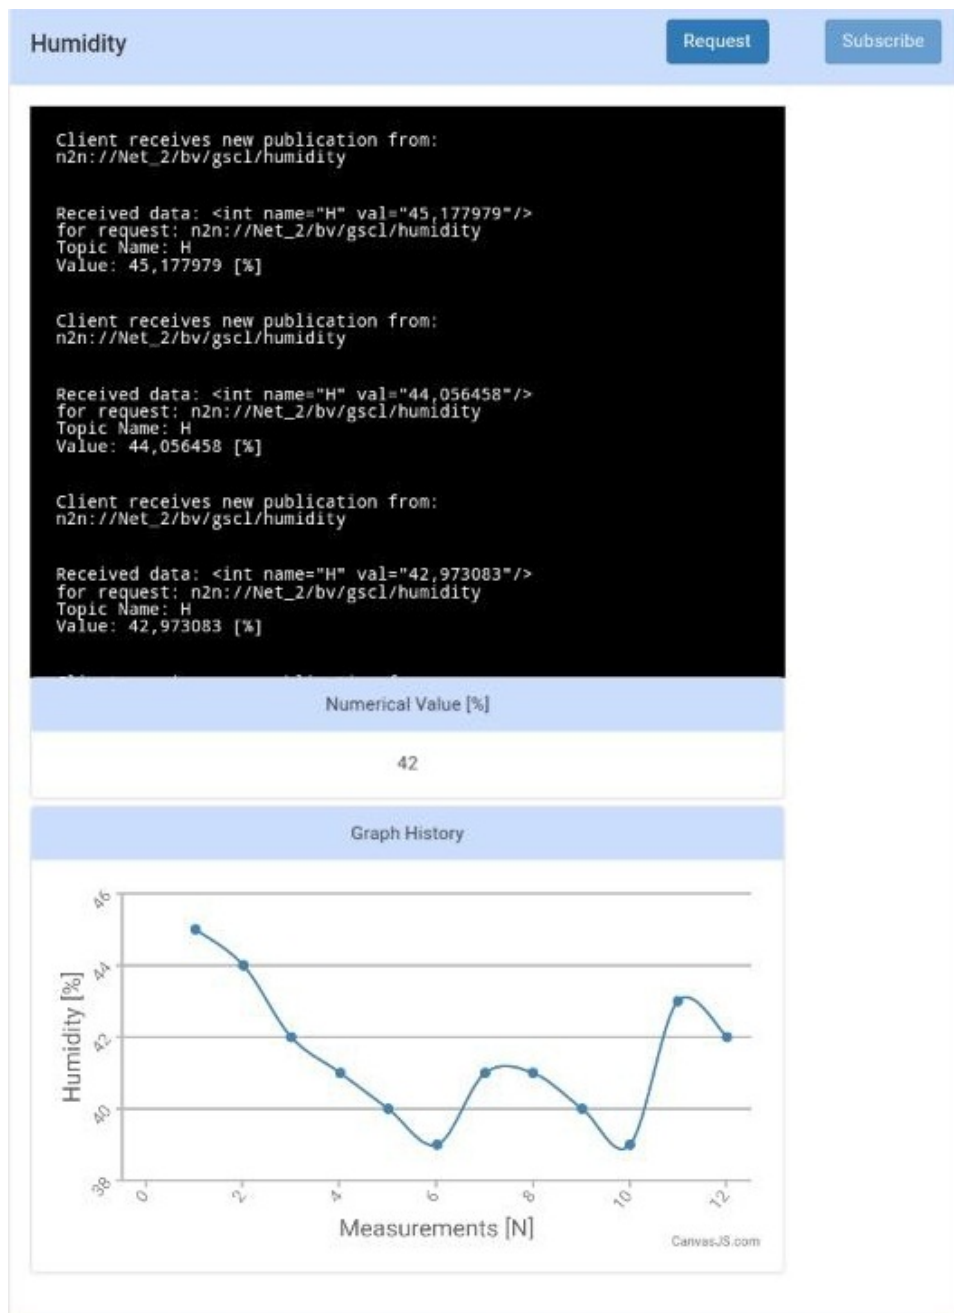 Humidity
Request
Subscribe
Client receives new publication from:
n2n://Net_2/bv/gscl/humidity
Received data: <int name="H" val="45,177979"/>
for request: n2n://Net_2/bv/gscl/humidity
Topic Name: H
Value: 45,177979 [%]
Client receives new publication from:
n2n://Net_2/bv/gscl/humidity
Received data: <int name="H" val="44,056458"/>
for request: n2n://Net_2/bv/gscl/humidity
Topic Name: H
Value: 44,056458 [%]
Client receives new publication from:
n2n://Net_2/bv/gscl/humidity
Received data: <int name="H" val="42,973083"/>
for request: n2n://Net_2/bv/gscl/humidity
Topic Name: H
Value: 42,973083 [%]
Numerical Value [%]
42
Graph History
Humidity [%]
46
44
42
40
38
0 2 4 6 8 10 12
Measurements [N]
CanvasJS.com